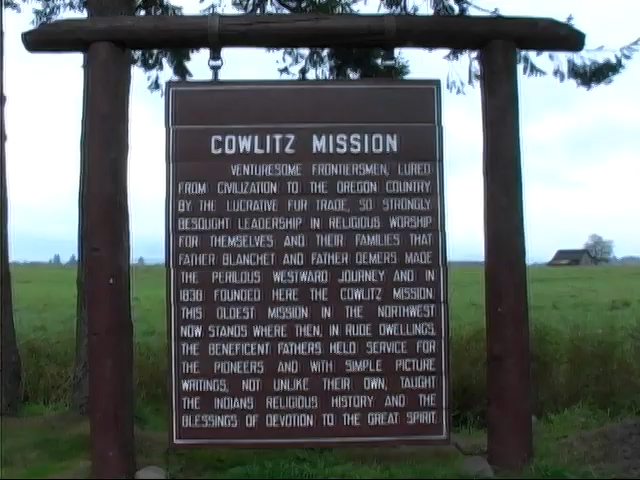 COWLITZ MISSION
VENTURESOME FRONTIERSMEN, LURED
FROM CIVILIZATION TO THE OREGON COUNTRY
BY THE LUCRATIVE FUR TRADE, SO STRONGLY
BESOUGHT LEADERSHIP IN RELIGIOUS WORSHIP
FOR THEMSELVES AND THEIR FAMILIES THAT
FATHER BLANCHET AND FATHER DEMERS MADE
THE PERILOUS WESTWARD JOURNEY AND IN
1838 FOUNDED HERE THE COWLITZ MISSION.
THIS OLDEST MISSION IN THE NORTHWEST
NOW STANDS WHERE THEN, IN RUDE DWELLINGS,
THE BENEFICENT FATHERS HELD SERVICE FOR
THE PIONEERS AND WITH SIMPLE PICTURE
WRITINGS, NOT UNLIKE THEIR OWN, TAUGHT
THE INDIANS RELIGIOUS HISTORY AND THE
BLESSINGS OF DEVOTION TO THE GREAT SPIRIT.